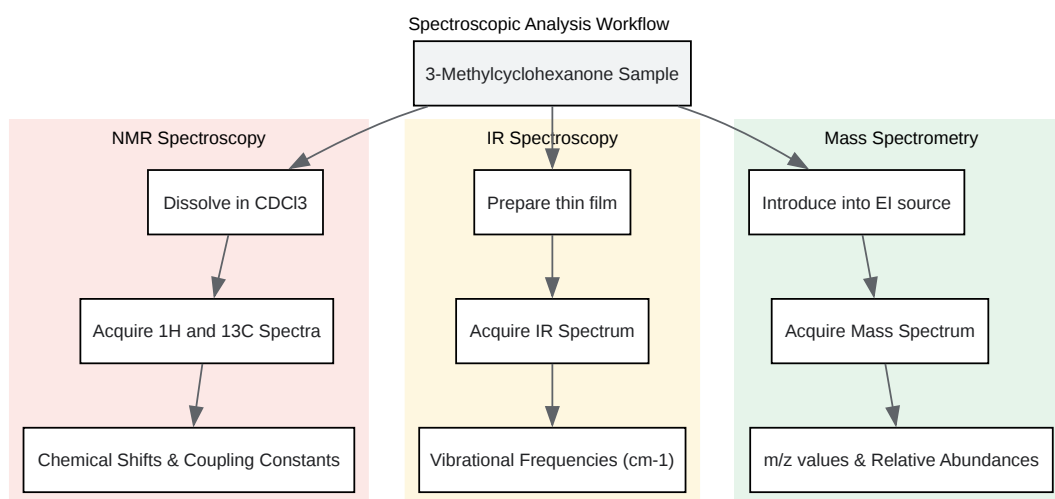 Spectroscopic Analysis Workflow
3-Methylcyclohexanone Sample
NMR Spectroscopy
IR Spectroscopy
Mass Spectrometry
Dissolve in CDCl3
Prepare thin film
Introduce into EI source
Acquire 1H and 13C Spectra
Acquire IR Spectrum
Acquire Mass Spectrum
Chemical Shifts & Coupling Constants
Vibrational Frequencies (cm-1)
m/z values & Relative Abundances